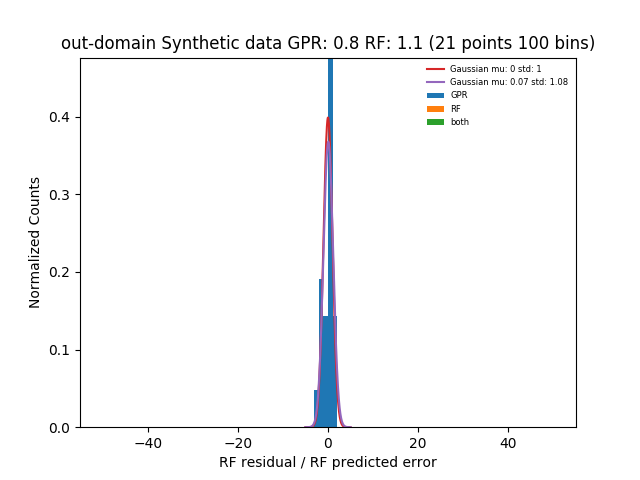 out-domain Synthetic data GPR: 0.8 RF: 1.1 (21 points 100 bins)
Gaussian mu: 0 std: 1
Gaussian mu: 0.07 std: 1.08
GPR
RF
both
Normalized Counts
0.4
0.3
0.2
0.1
0.0
−40 −20 0 20 40
RF residual / RF predicted error